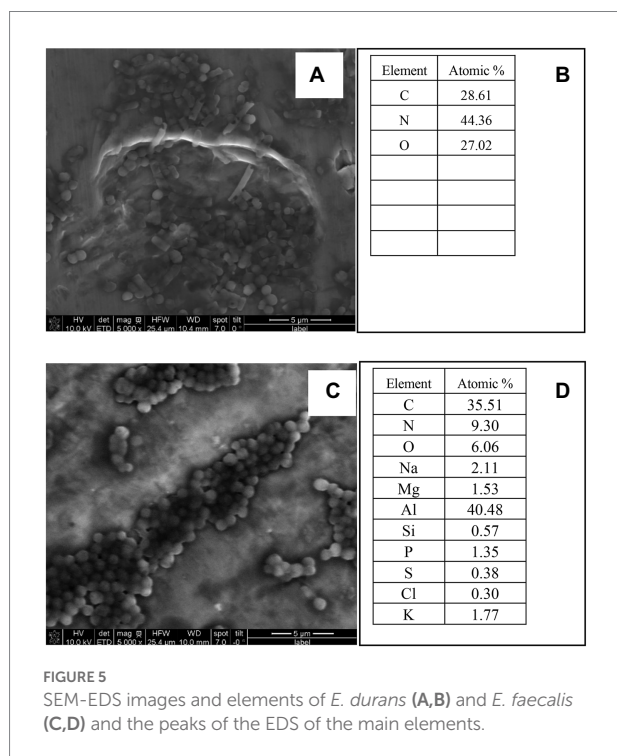 A
HV det mag HFW WD spot tilt 5 µm
10.0 kV ETD 5 000 x 25.4 µm 10.4 mm 7.0 0 ° label
B
Element Atomic %
C 28.61
N 44.36
O 27.02
C
HV det mag HFW WD spot tilt 5 µm
10.0 kV ETD 5 000 x 25.4 µm 10.0 mm 7.0 -0 ° label
D
Element Atomic %
C 35.51
N 9.30
O 6.06
Na 2.11
Mg 1.53
Al 40.48
Si 0.57
P 1.35
S 0.38
Cl 0.30
K 1.77
FIGURE 5
SEM-EDS images and elements of E. durans (A,B) and E. faecalis
(C,D) and the peaks of the EDS of the main elements.